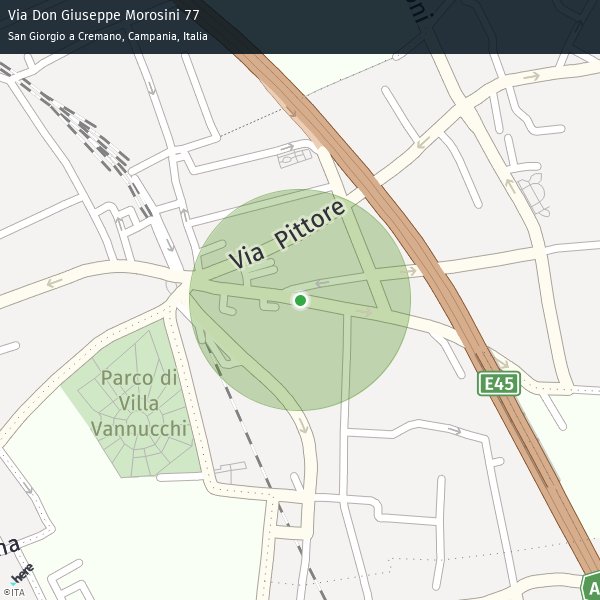 Via Don Giuseppe Morosini 77
San Giorgio a Cremano, Campania, Italia
oni
Via Pittore
Parco di
Villa
Vannucchi
E45
na
here
©ITA
A